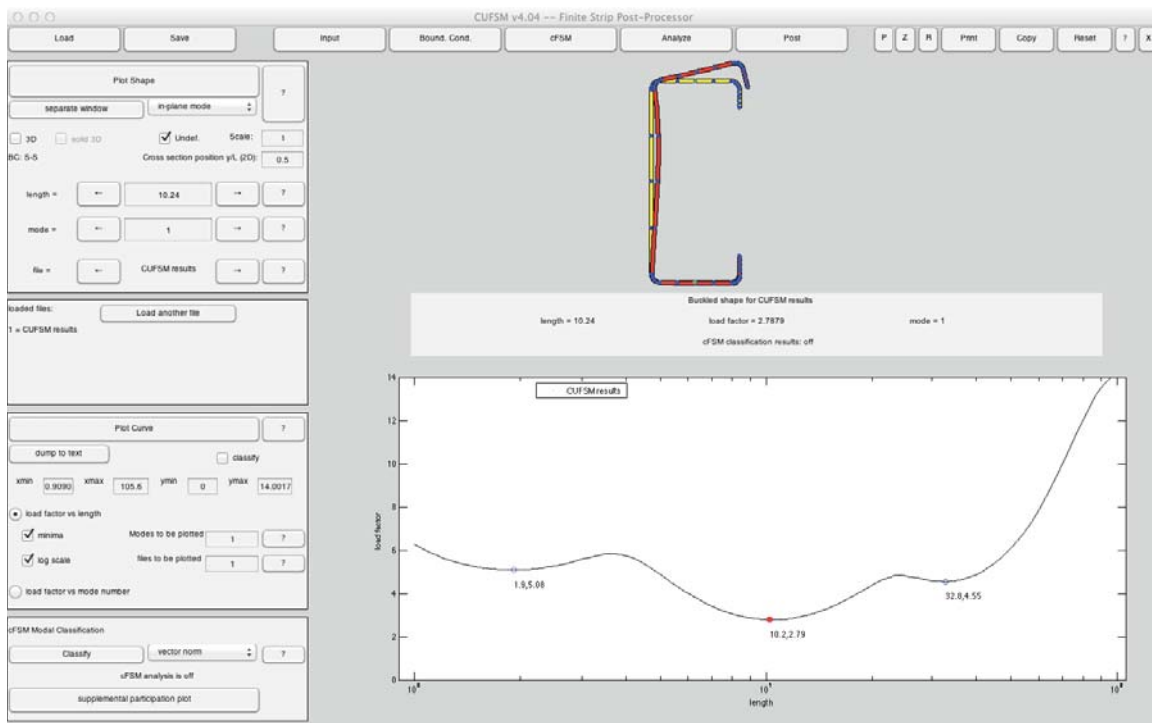 CUFSM v4.04 -- Finite Strip Post-Processor
Load Save Input Bound. Cond. cFSM Analyze Post P Z R Print Copy Reset ? X
Plot Shape ?
separate window in-plane mode
3D solid 3D Undef. Scale: 1
BC: S-S Cross section position y/L (2D): 0.5
length = ← 10.24 → ?
mode = ← 1 → ?
file = ← CUFSM results → ?
loaded files: Load another file
1 = CUFSM results
Plot Curve ?
dump to text classify
xmin 0.9090 xmax 105.6 ymin 0 ymax 14.0017
load factor vs length
minima Modes to be plotted 1 ?
log scale files to be plotted 1 ?
load factor vs mode number
cFSM Modal Classification
Classify vector norm ?
cFSM analysis is off
supplemental participation plot
Buckled shape for CUFSM results
length = 10.24 load factor = 2.7879 mode = 1
cFSM classification results: off
CUFSM results
14
12
10
8
6
4
2
0
load factor
1.9,5.08
10.2,2.79
32.8,4.55
length